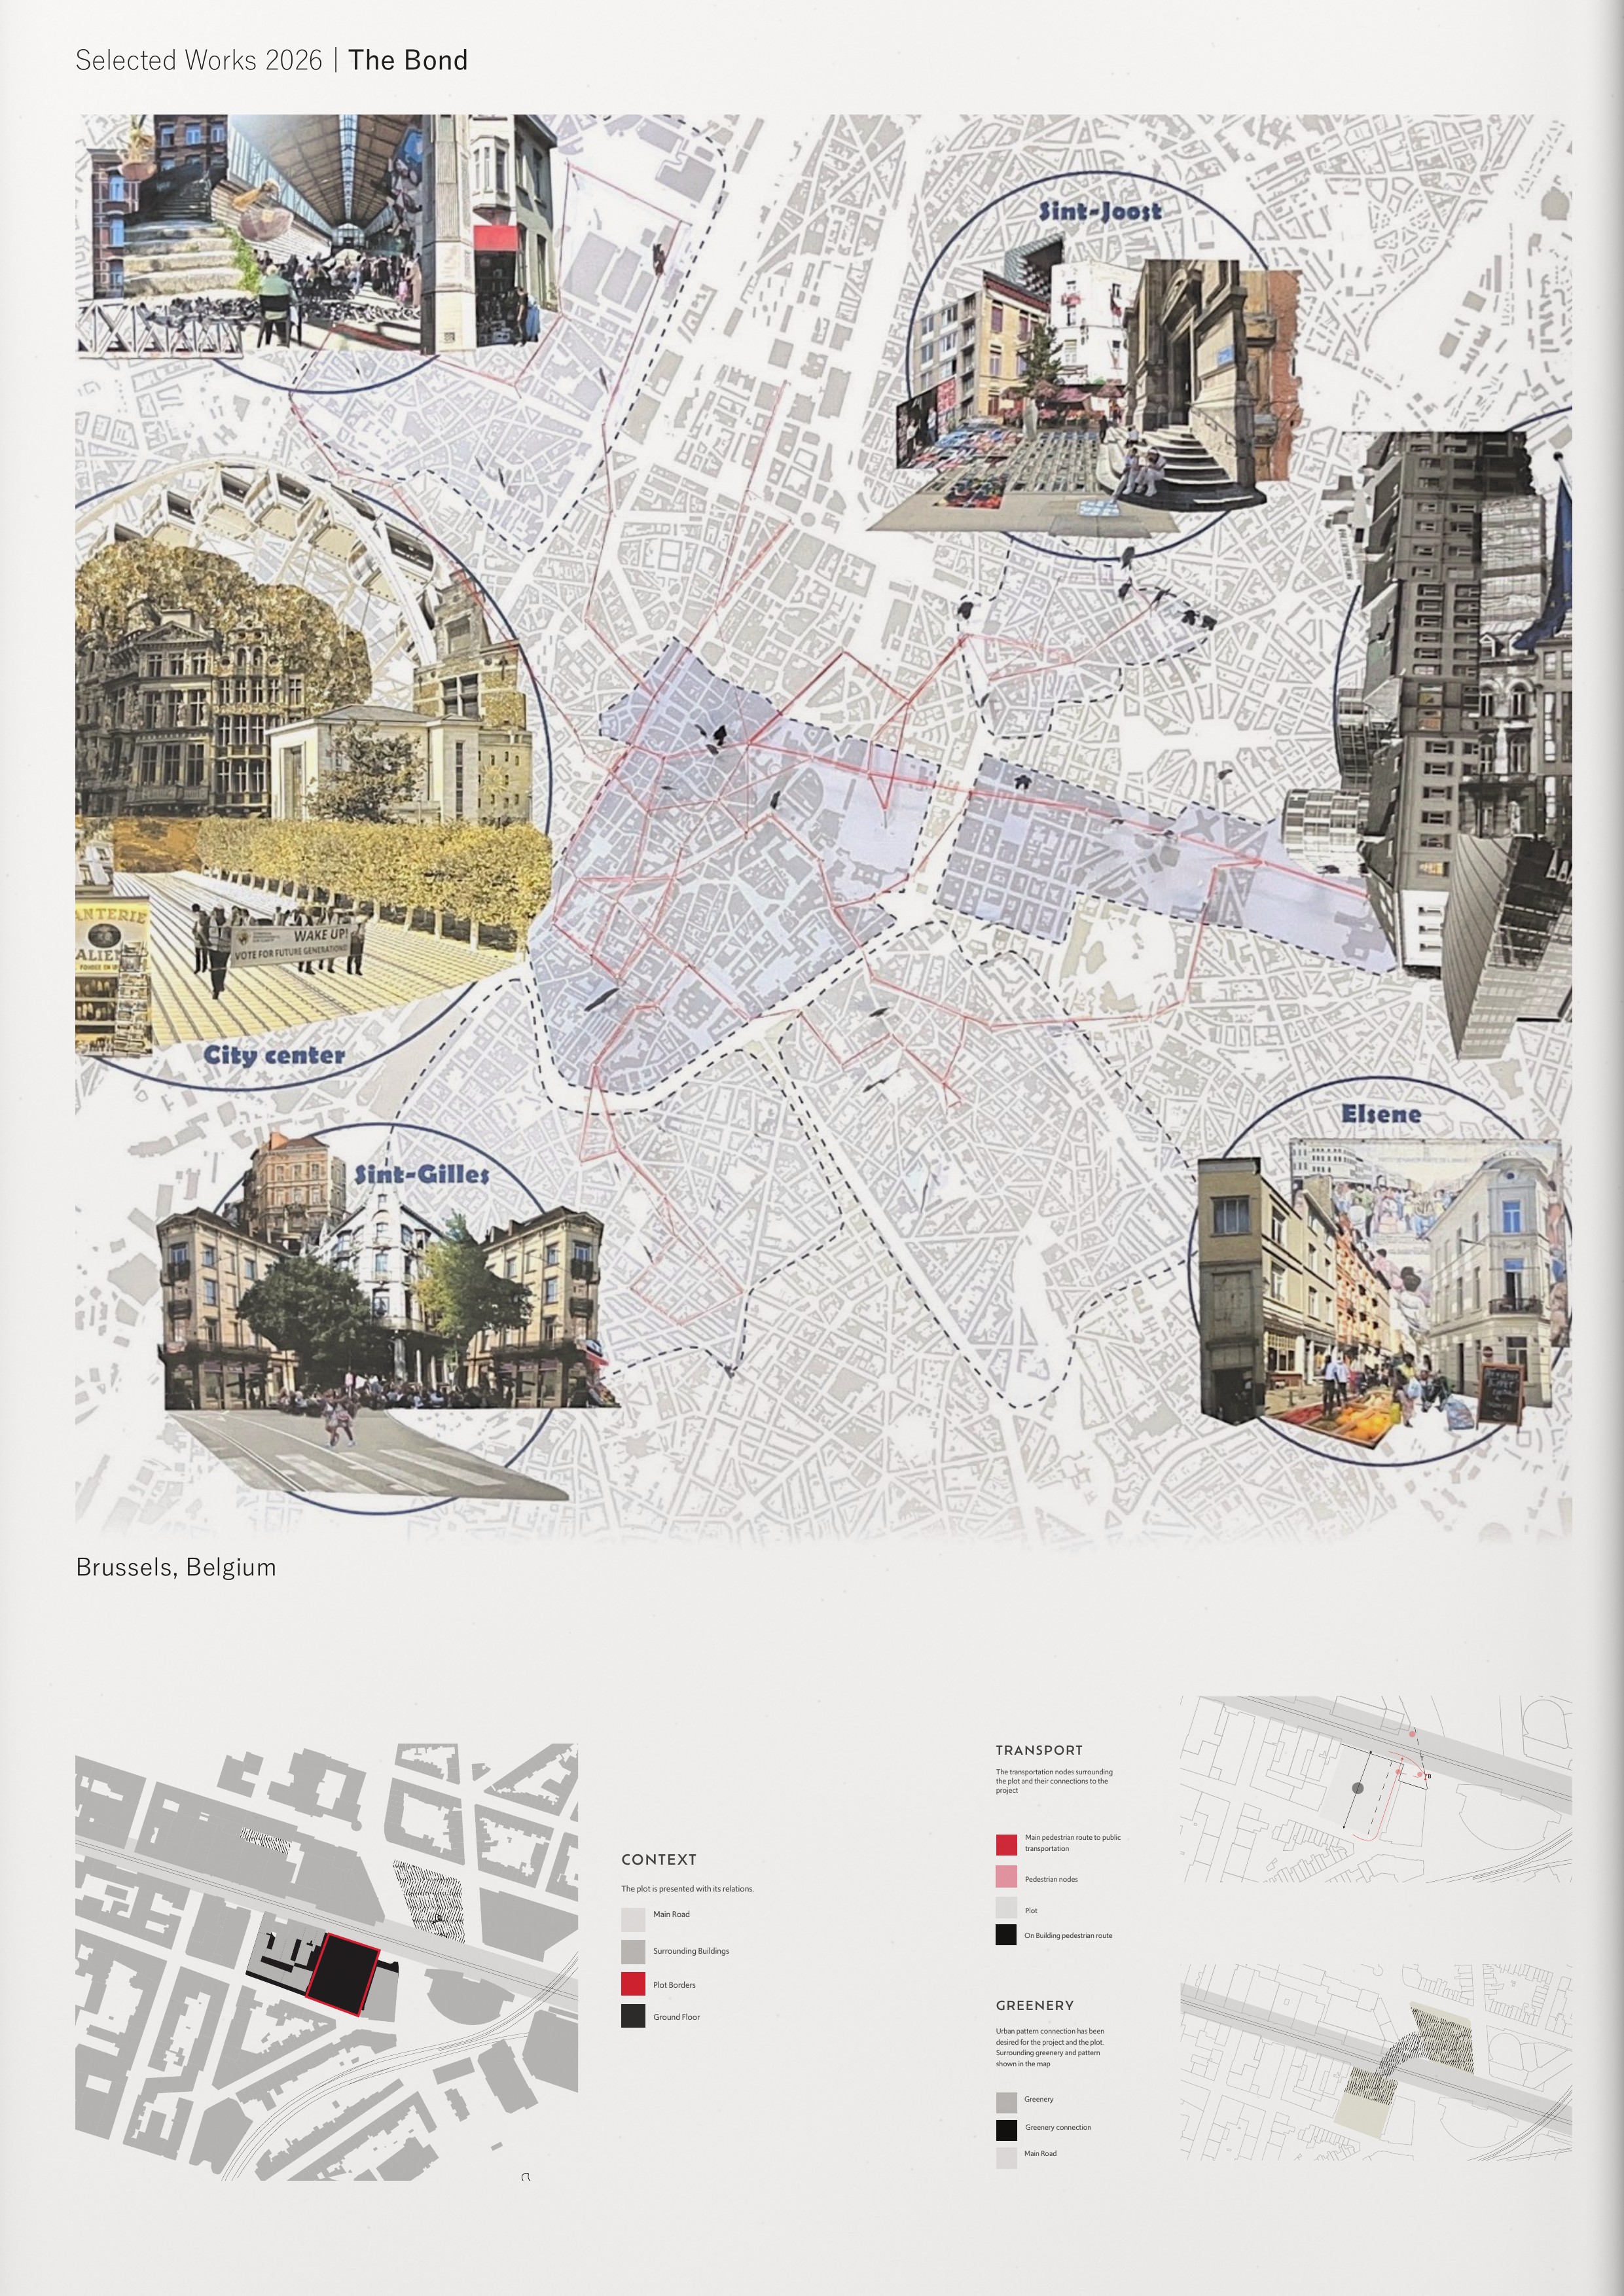 Selected Works 2026 | The Bond
Sint-Joost
ANTERIE
ALIEN
WAKE UP!
VOTE FOR FUTURE GENERATIONS!
City center
Sint-Gilles
Elsene
Brussels, Belgium
CONTEXT
The plot is presented with its relations.
Main Road
Surrounding Buildings
Plot Borders
Ground Floor
TRANSPORT
The transportation nodes surrounding
the plot and their connections to the
project
Main pedestrian route to public
transportation
Pedestrian nodes
Plot
On Building pedestrian route
GREENERY
Urban pattern connection has been
desired for the project and the plot.
Surrounding greenery and pattern
shown in the map
Greenery
Greenery connection
Main Road